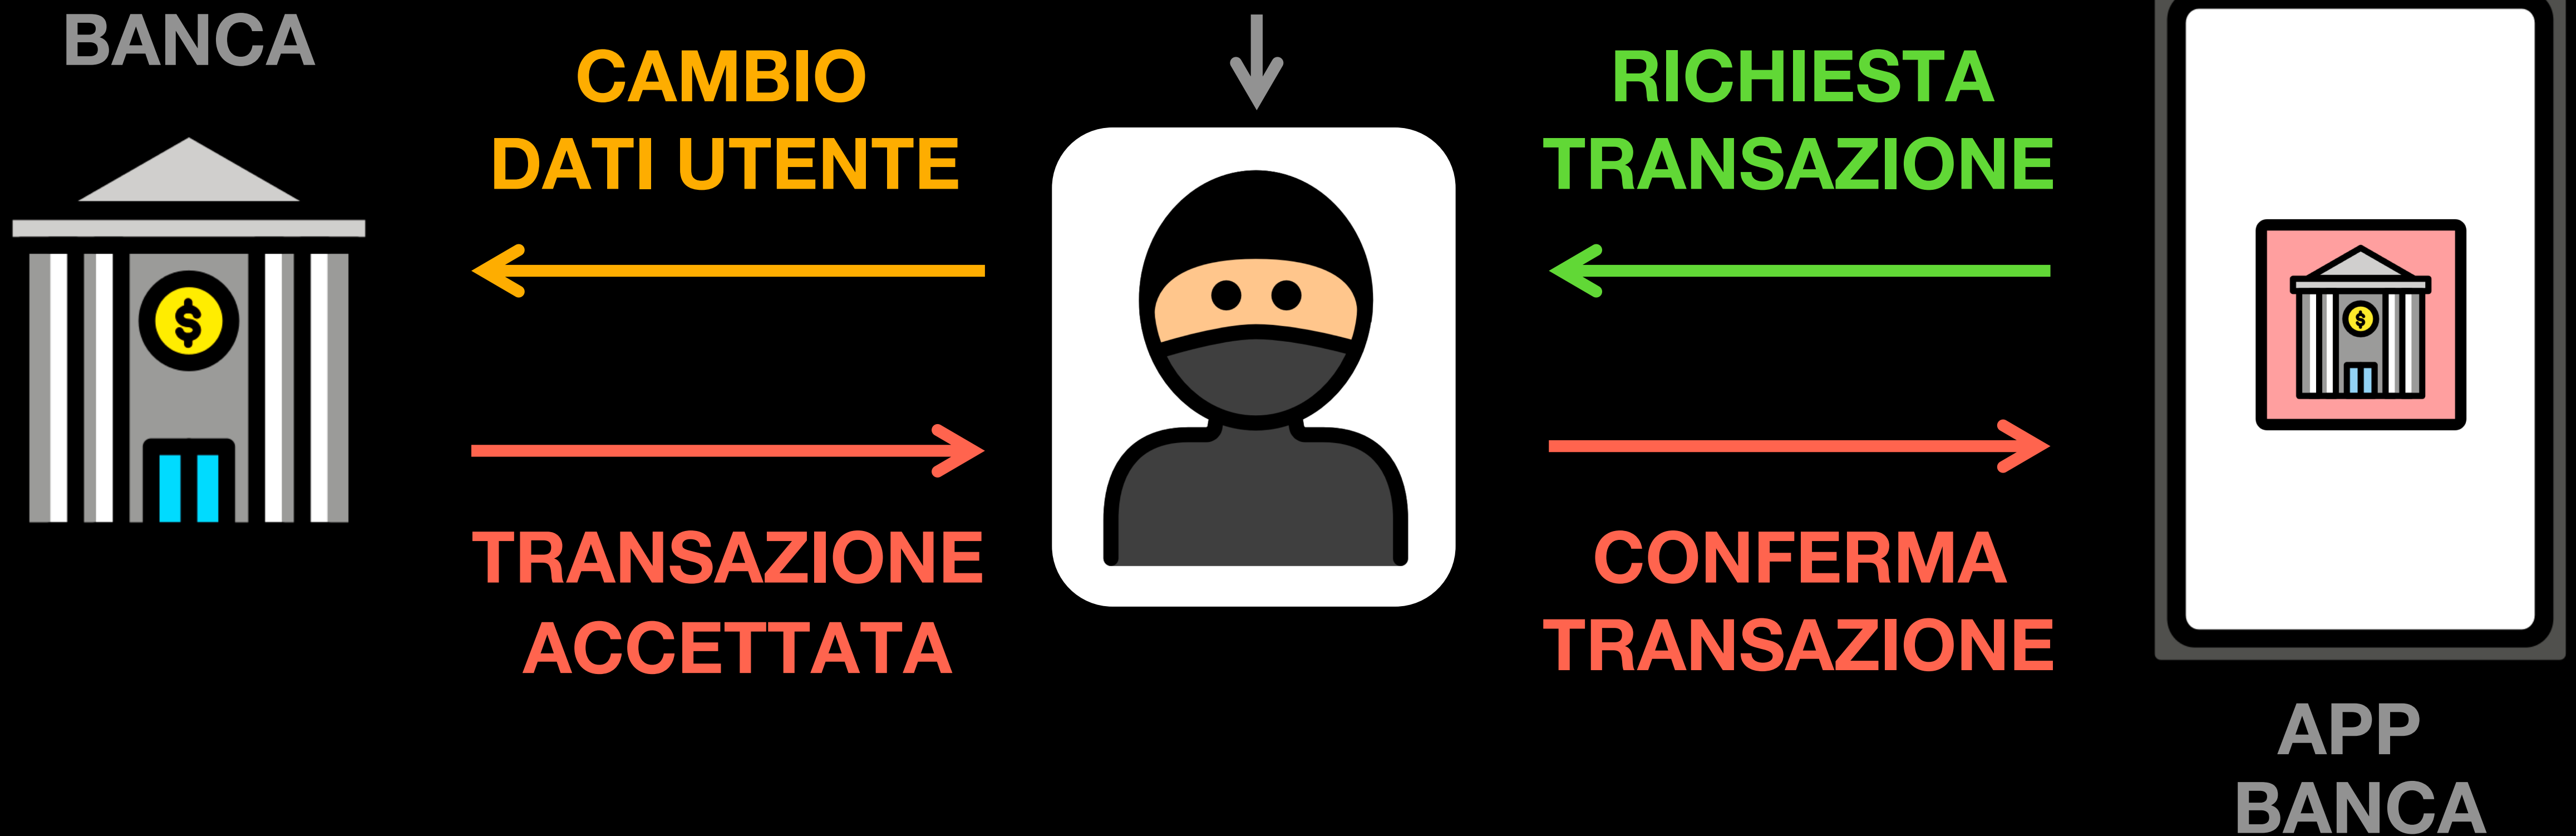 BANCA
CAMBIO
DATI UTENTE
RICHIESTA
TRANSAZIONE
$
$
TRANSAZIONE
ACCETTATA
CONFERMA
TRANSAZIONE
APP
BANCA